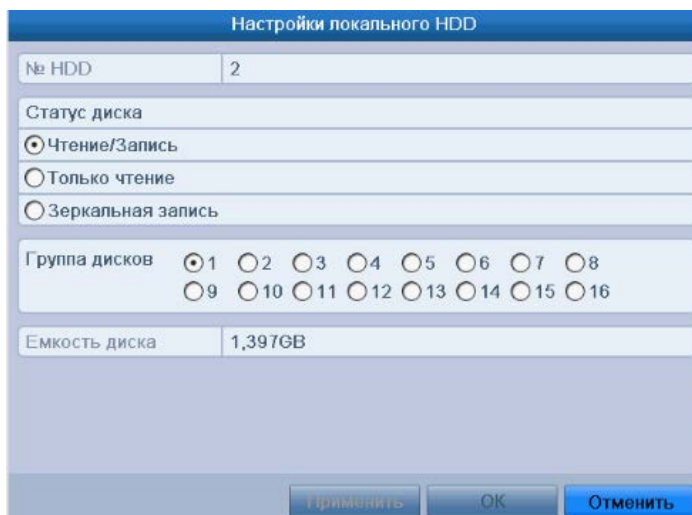 Настройки локального HDD
№ HDD 2
Статус диска
Чтение/Запись
Только чтение
Зеркальная запись
Группа дисков 1 2 3 4 5 6 7 8
9 10 11 12 13 14 15 16
Емкость диска 1,397GB
Применить OK Отменить